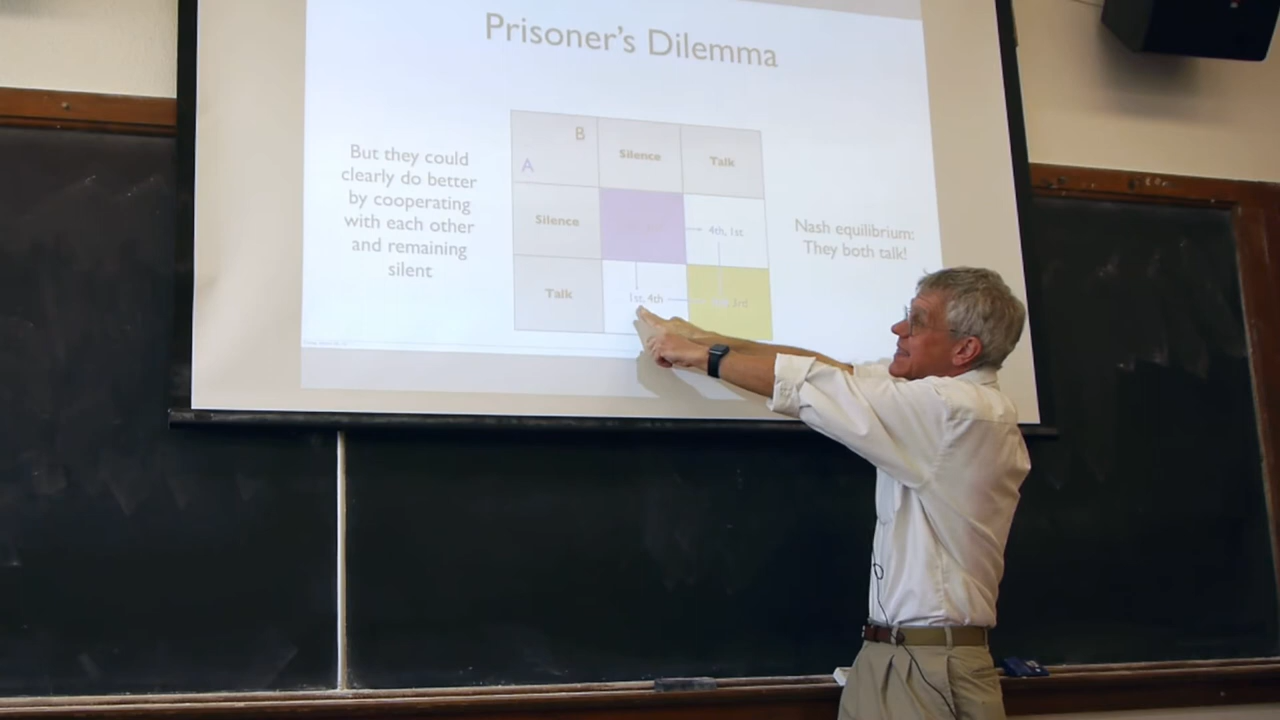 Prisoner's Dilemma
But they could
clearly do better
by cooperating
with each other
and remaining
silent
B
A
Silence
Talk
Silence
4th, 1st
Talk
1st, 4th
3rd
Nash equilibrium:
They both talk!